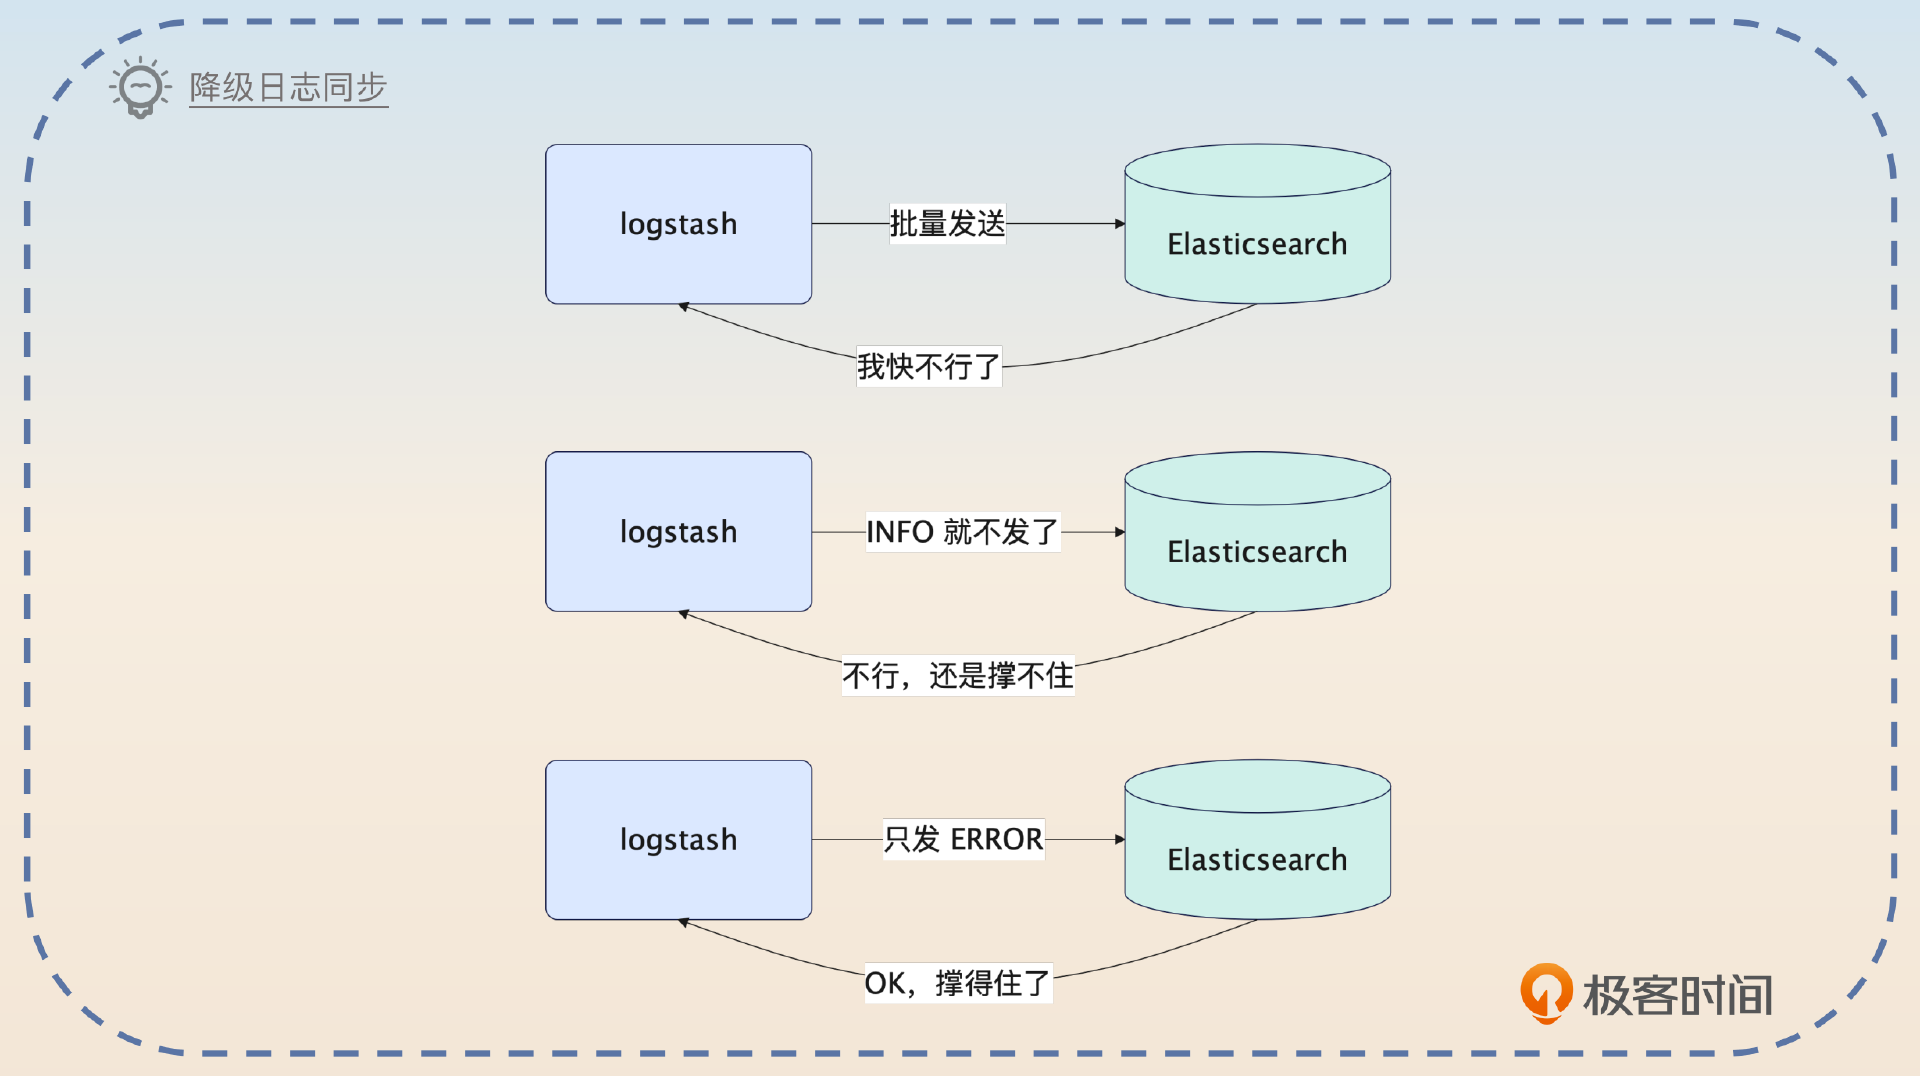 降级日志同步
logstash
批量发送
Elasticsearch
我快不行了
logstash
INFO 就不发了
Elasticsearch
不行，还是撑不住
logstash
只发 ERROR
Elasticsearch
OK，撑得住了
极客时间